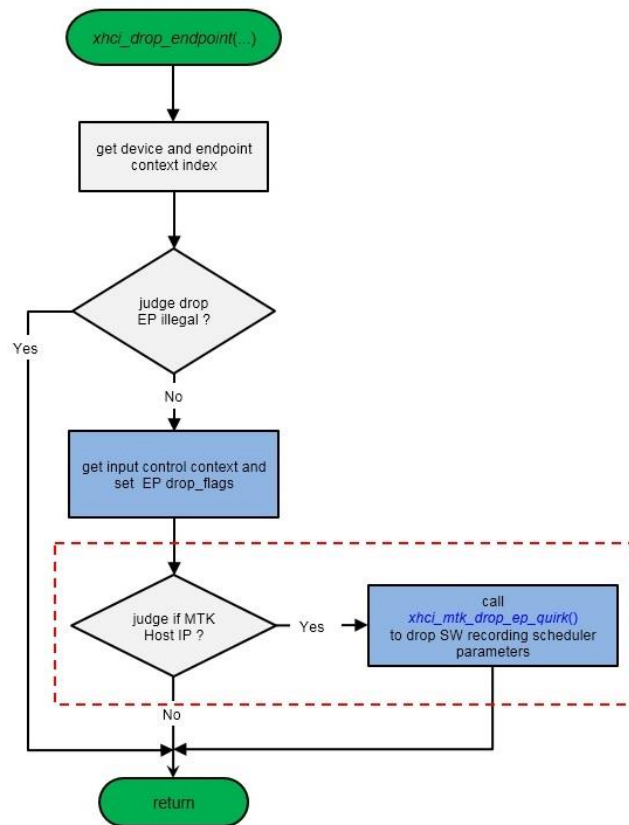 xhci_drop_endpoint(...)
get device and endpoint
context index
judge drop
EP illegal ?
Yes
No
get input control context and
set EP drop_flags
judge if MTK
Host IP ?
Yes
call
xhci_mtk_drop_ep_quirk()
to drop SW recording scheduler
parameters
No
return